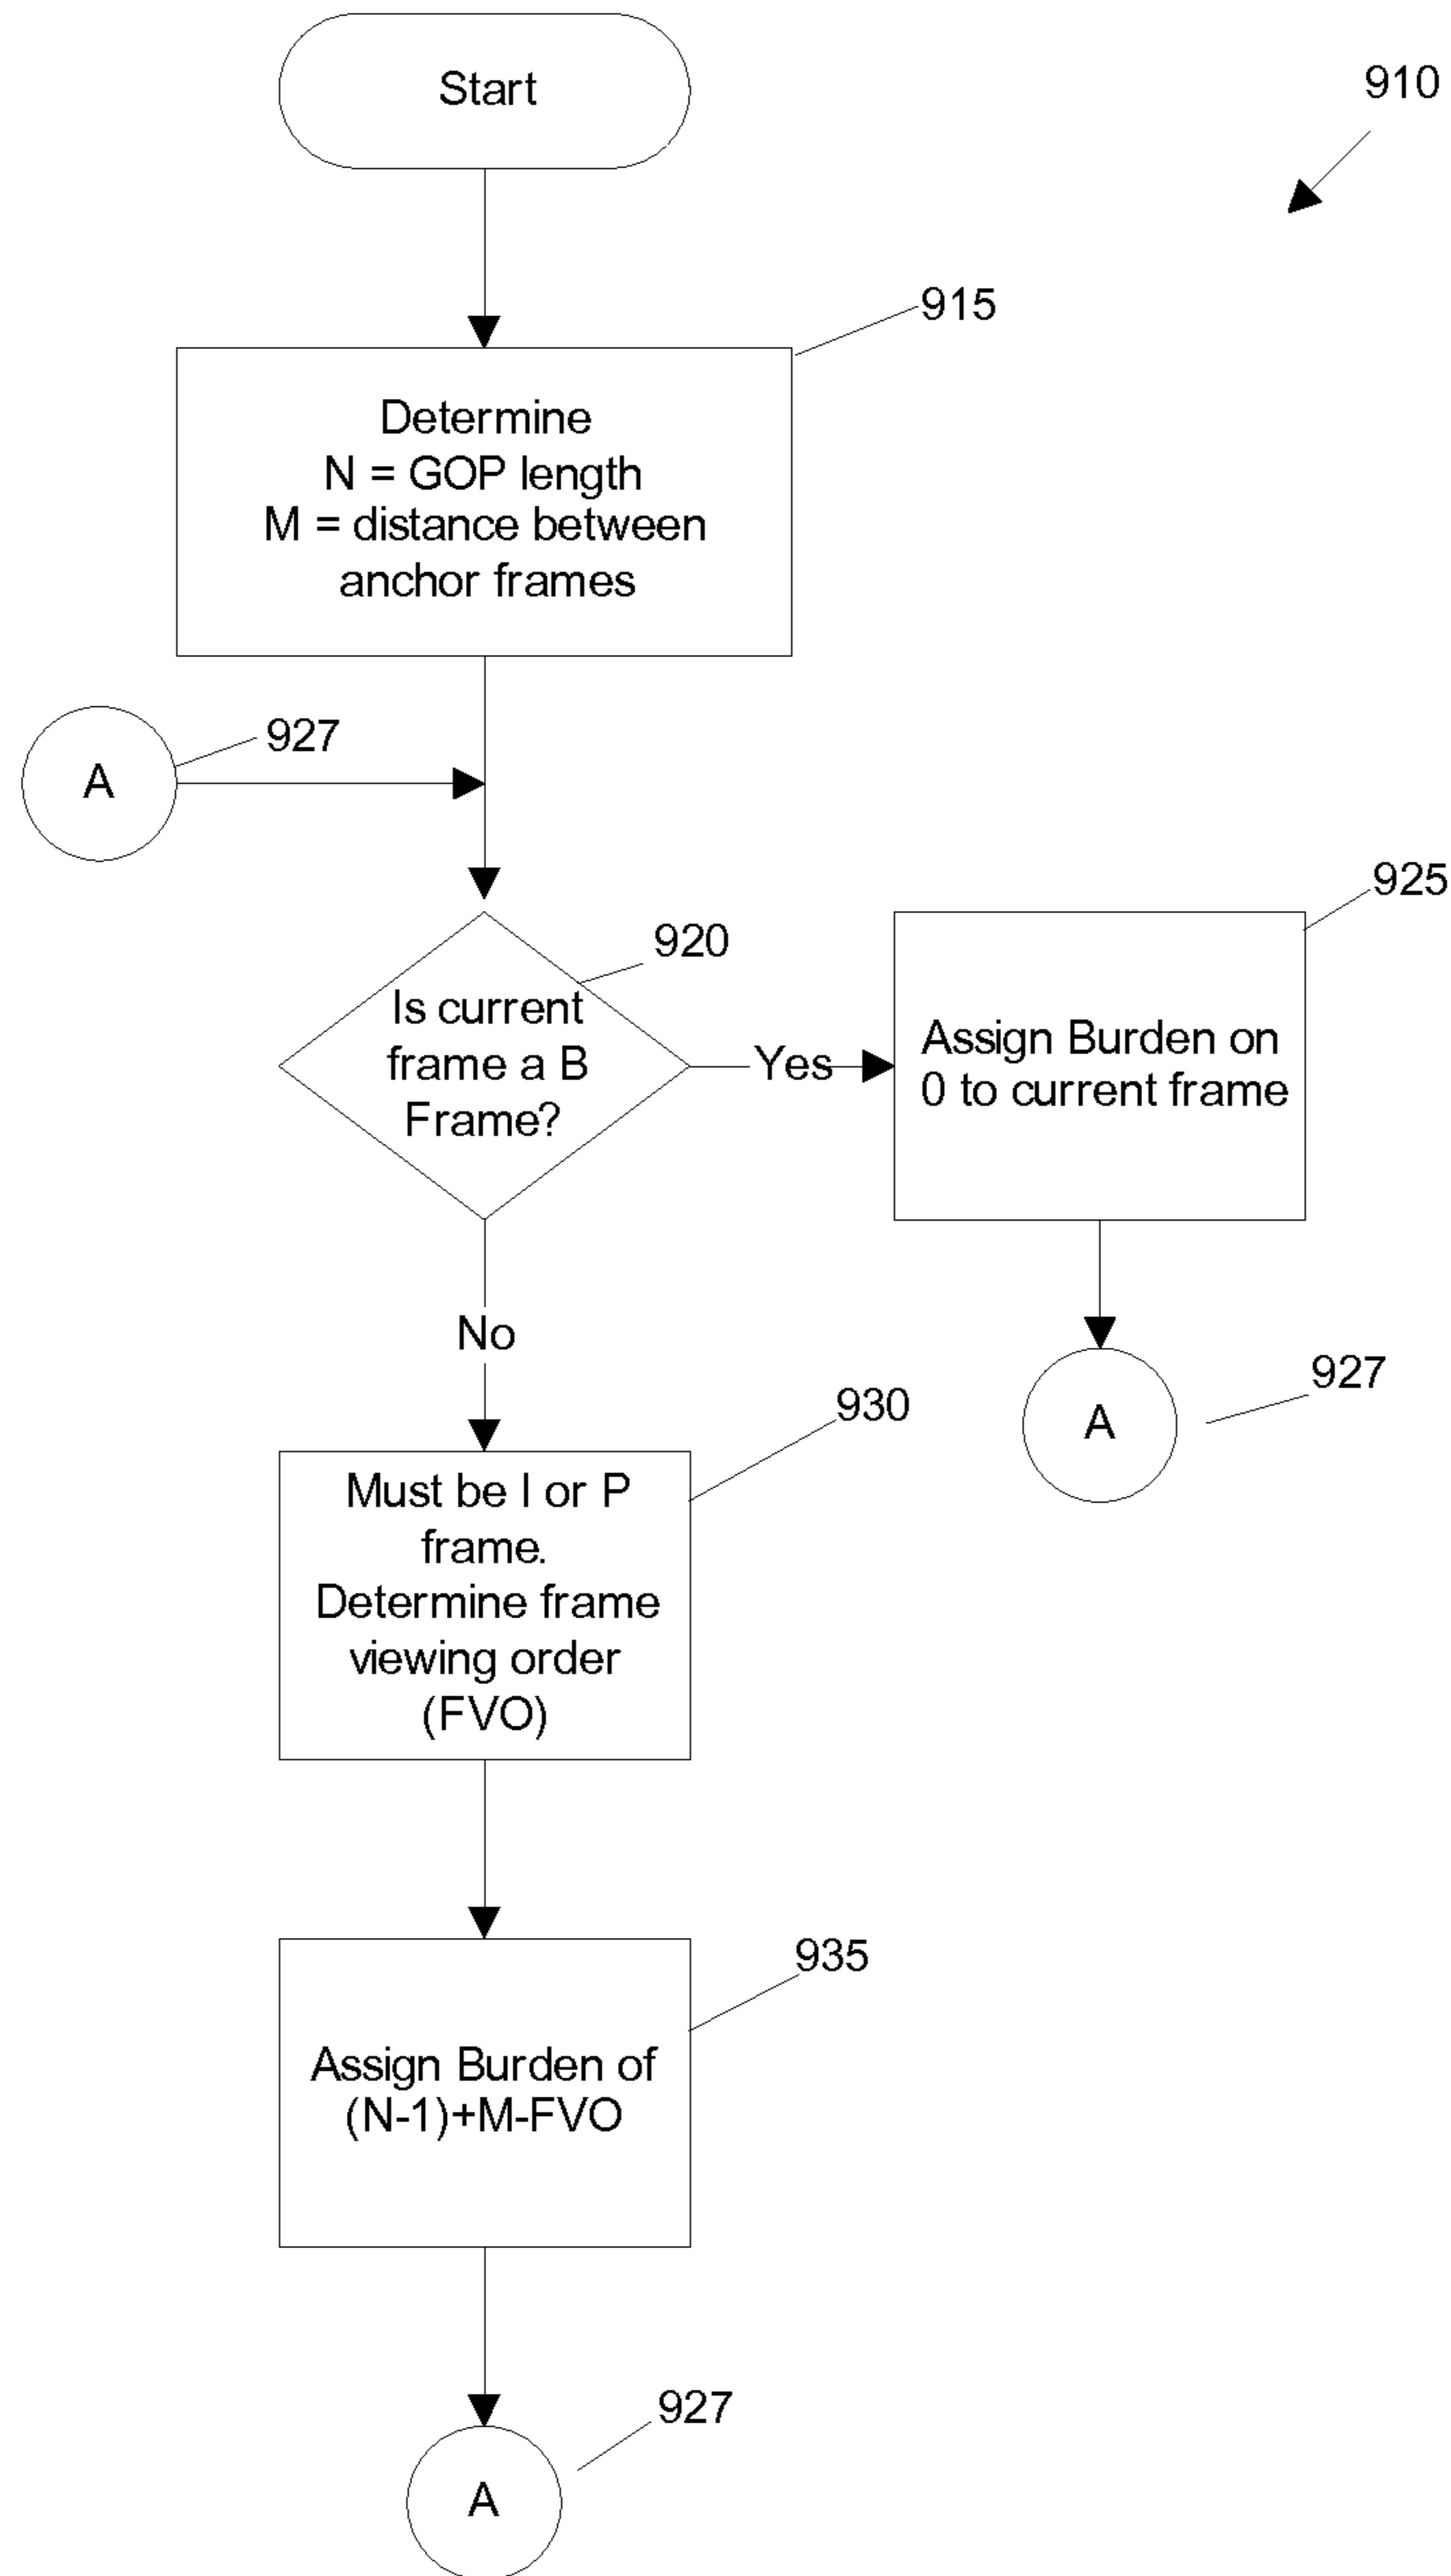 Start
910
915
Determine
N = GOP length
M = distance between
anchor frames
927
A
925
920
Is current
frame a B
Frame?
Yes
Assign Burden on
0 to current frame
No
927
A
930
Must be I or P
frame.
Determine frame
viewing order
(FVO)
935
Assign Burden of
(N-1)+M-FVO
927
A